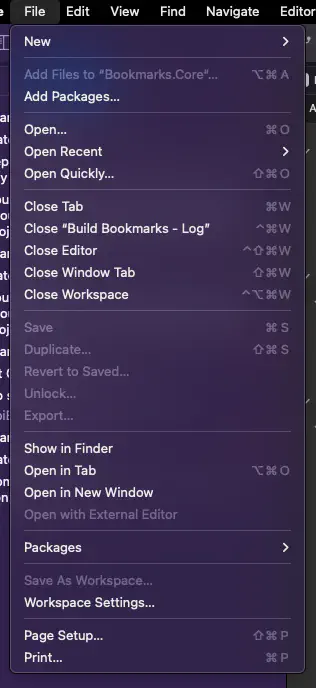 File Edit View Find Navigate Editor
New
Add Files to “Bookmarks.Core”... ⌥⌘A
Add Packages...
Open... ⌘O
Open Recent
Open Quickly... ⇧⌘O
Close Tab ⌘W
Close “Build Bookmarks - Log” ^⌘W
Close Editor ^⇧⌘W
Close Window Tab ⇧⌘W
Close Workspace ^⌥⌘W
Save ⌘S
Duplicate... ⇧⌘S
Revert to Saved...
Unlock...
Export...
Show in Finder
Open in Tab ⌥⌘O
Open in New Window
Open with External Editor
Packages
Save As Workspace...
Workspace Settings...
Page Setup... ⇧⌘P
Print... ⌘P